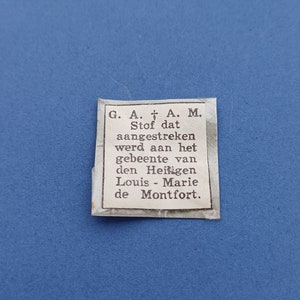 G. A. † A. M.
Stof dat
aangestreken
werd aan het
gebeente van
den Heiligen
Louis - Marie
de Montfort.